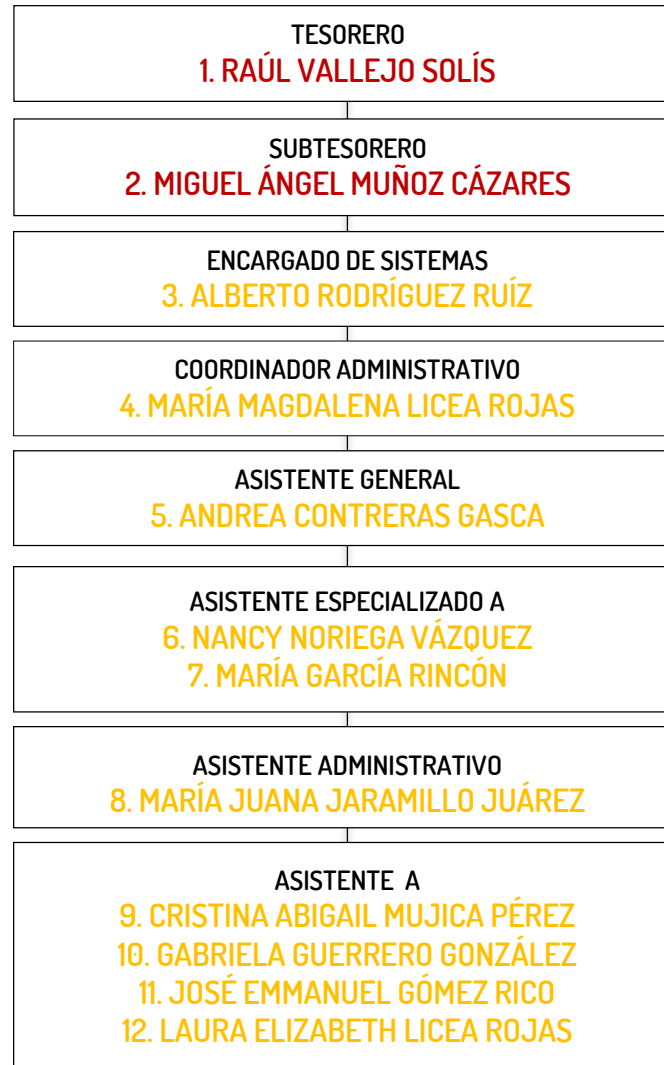 TESORERO
1. RAÚL VALLEJO SOLÍS
SUBTESORERO
2. MIGUEL ÁNGEL MUÑOZ CÁZARES
ENCARGADO DE SISTEMAS
3. ALBERTO RODRÍGUEZ RUÍZ
COORDINADOR ADMINISTRATIVO
4. MARÍA MAGDALENA LICEA ROJAS
ASISTENTE GENERAL
5. ANDREA CONTRERAS GASCA
ASISTENTE ESPECIALIZADO A
6. NANCY NORIEGA VÁZQUEZ
7. MARÍA GARCÍA RINCÓN
ASISTENTE ADMINISTRATIVO
8. MARÍA JUANA JARAMILLO JUÁREZ
ASISTENTE A
9. CRISTINA ABIGAIL MUJICA PÉREZ
10. GABRIELA GUERRERO GONZÁLEZ
11. JOSÉ EMMANUEL GÓMEZ RICO
12. LAURA ELIZABETH LICEA ROJAS